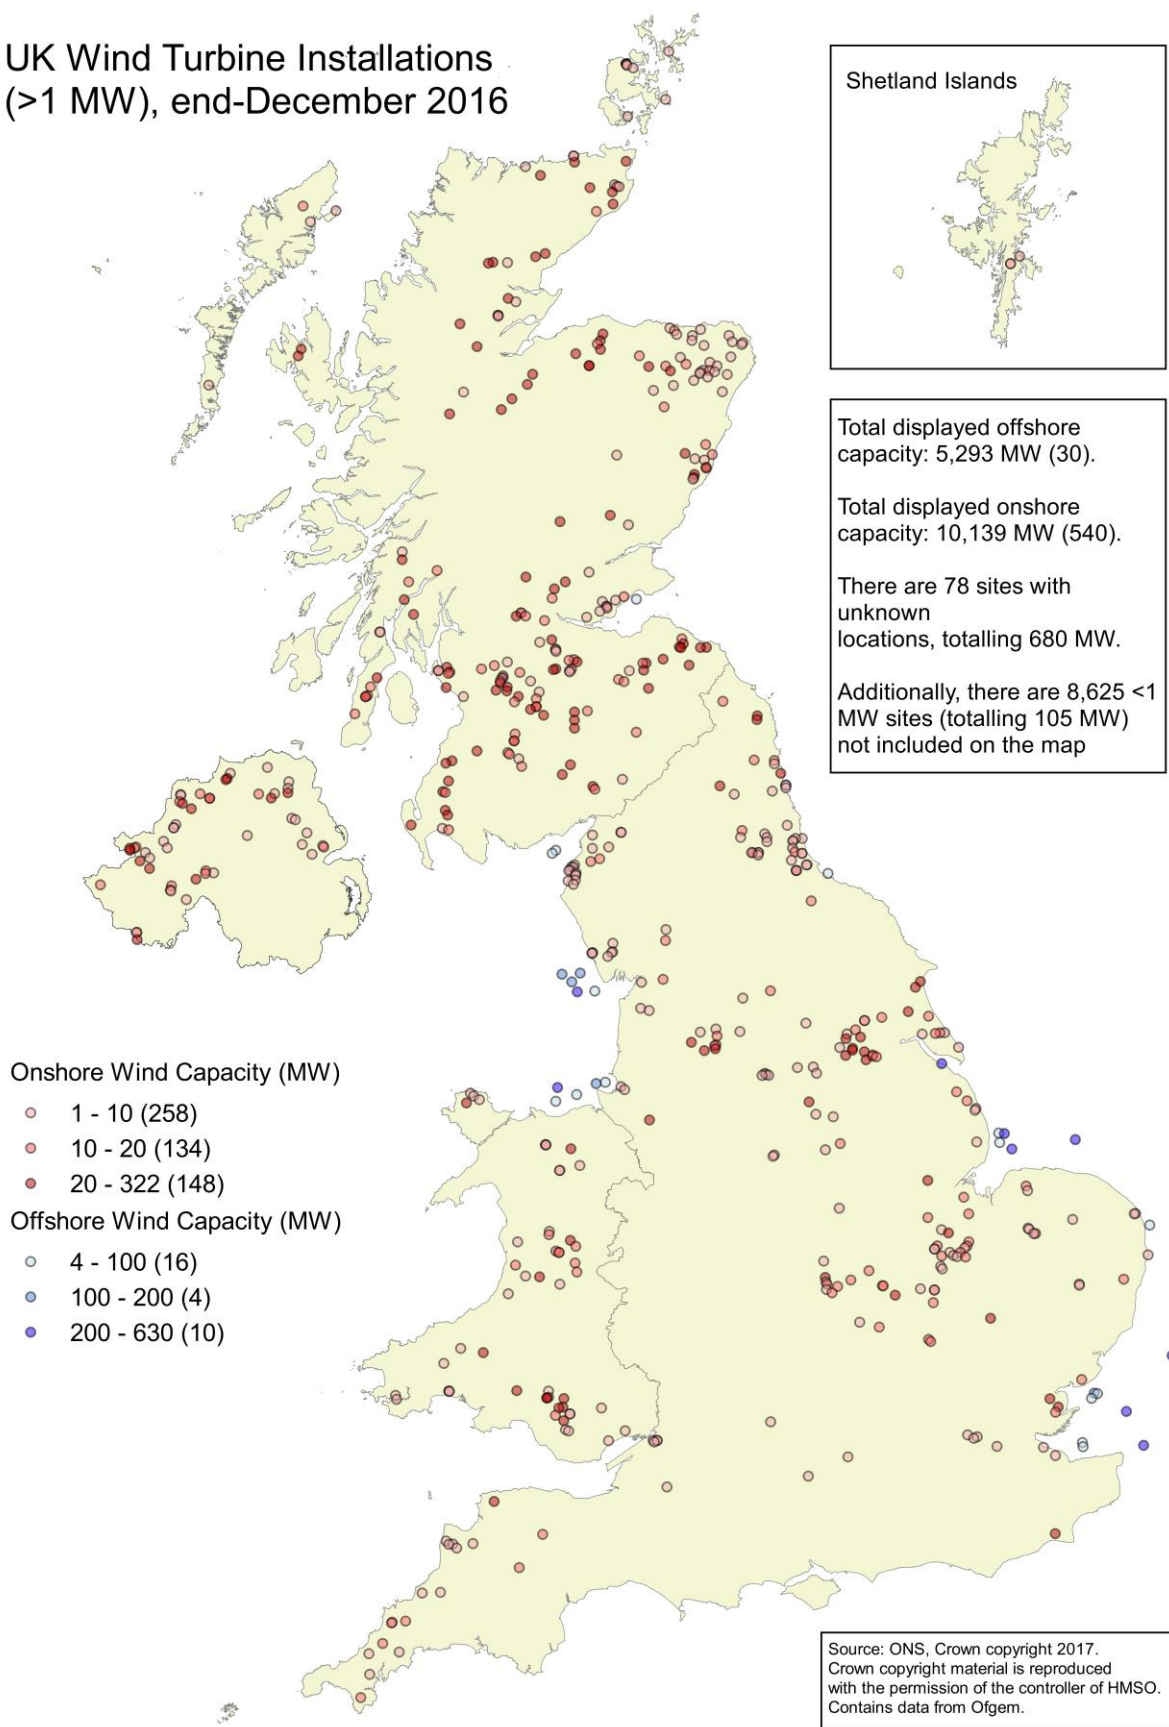 UK Wind Turbine Installations
(>1 MW), end-December 2016
Shetland Islands
Total displayed offshore
capacity: 5,293 MW (30).
Total displayed onshore
capacity: 10,139 MW (540).
There are 78 sites with
unknown
locations, totalling 680 MW.
Additionally, there are 8,625 <1
MW sites (totalling 105 MW)
not included on the map
Onshore Wind Capacity (MW)
1 - 10 (258)
10 - 20 (134)
20 - 322 (148)
Offshore Wind Capacity (MW)
4 - 100 (16)
100 - 200 (4)
200 - 630 (10)
Source: ONS, Crown copyright 2017.
Crown copyright material is reproduced
with the permission of the controller of HMSO.
Contains data from Ofgem.